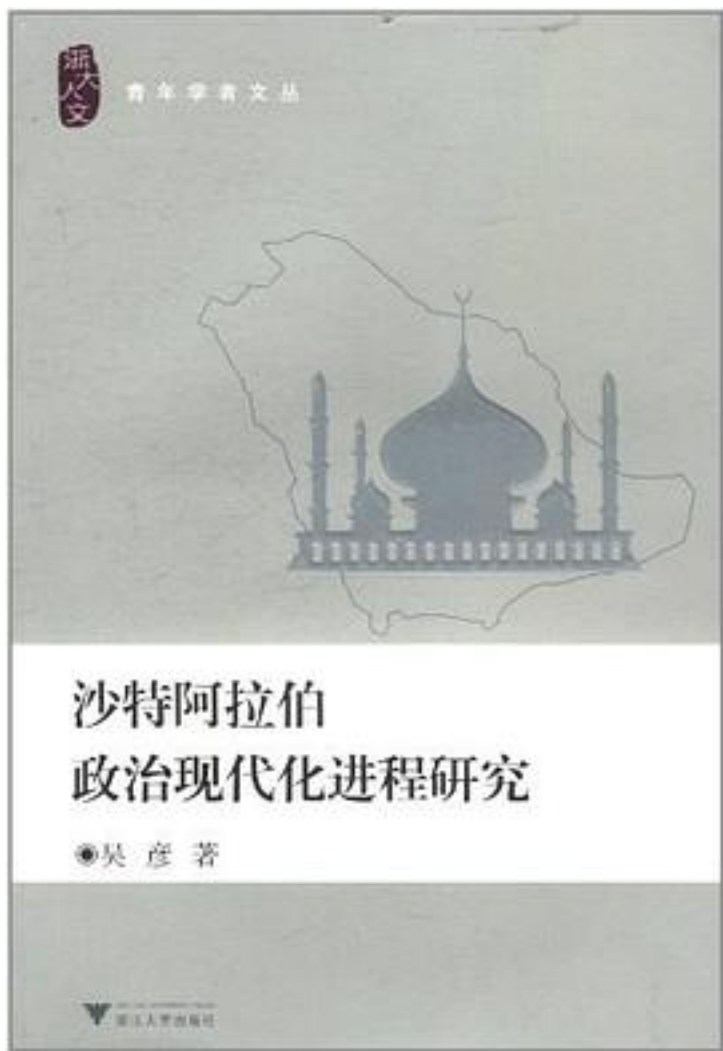 浙大人文
青年学者文丛
沙特阿拉伯
政治现代化进程研究
◉吴 彦 著
浙江大学出版社